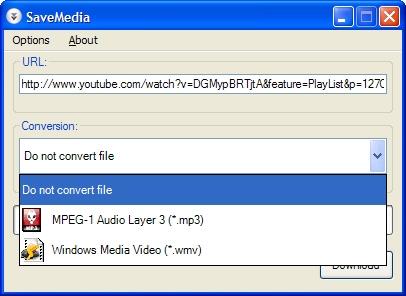 SaveMedia
Options About
URL:
http://www.youtube.com/watch?v=DGMypBRTjtA&feature=PlayList&p=127C
Conversion:
Do not convert file
Do not convert file
MPEG-1 Audio Layer 3 (*.mp3)
Windows Media Video (*.wmv)
Download